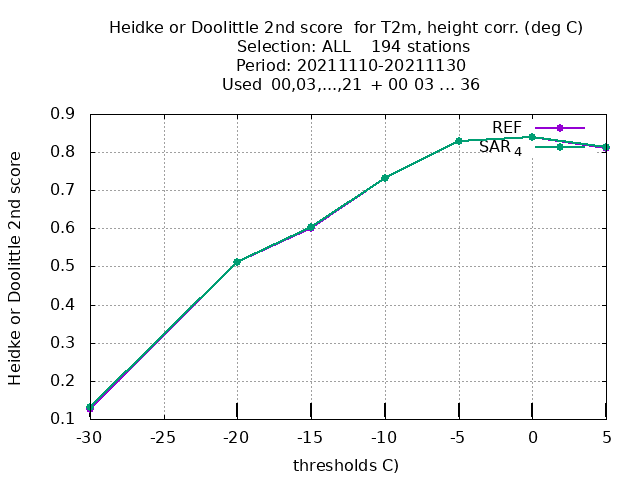 Heidke or Doolittle 2nd score  for T2m, height corr. (deg C)
Selection: ALL    194 stations
Period: 20211110-20211130
Used  00,03,...,21  + 00 03 ... 36
Heidke or Doolittle 2nd score
0.9
0.8
0.7
0.6
0.5
0.4
0.3
0.2
0.1
REF
SAR 4
-30 -25 -20 -15 -10 -5 0 5
thresholds C)